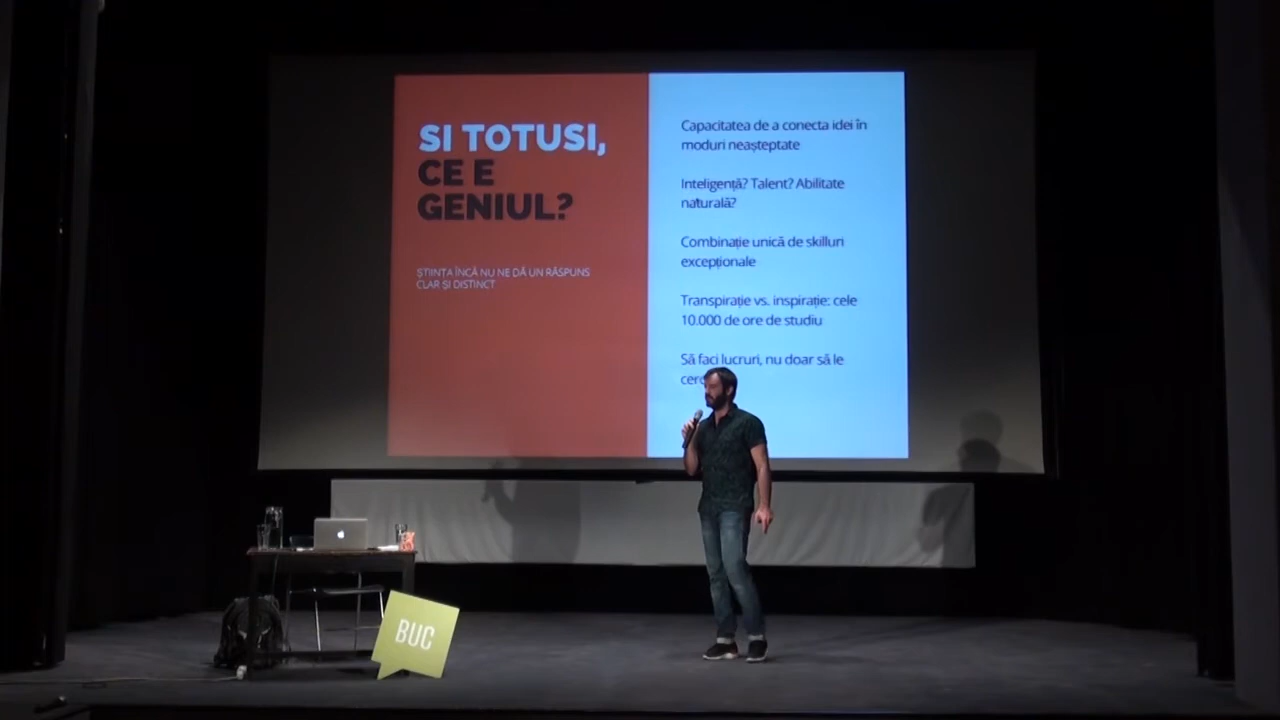 SI TOTUSI,
CE E
GENIUL?
ȘTIINTA ÎNCĂ NU NE DĂ UN RĂSPUNS
CLAR ȘI DISTINCT
Capacitatea de a conecta idei în
moduri neașteptate
Inteligență? Talent? Abilitate
naturală?
Combinație unică de skilluri
excepționale
Transpirație vs. inspirație: cele
10.000 de ore de studiu
Să faci lucruri, nu doar să le
BUC